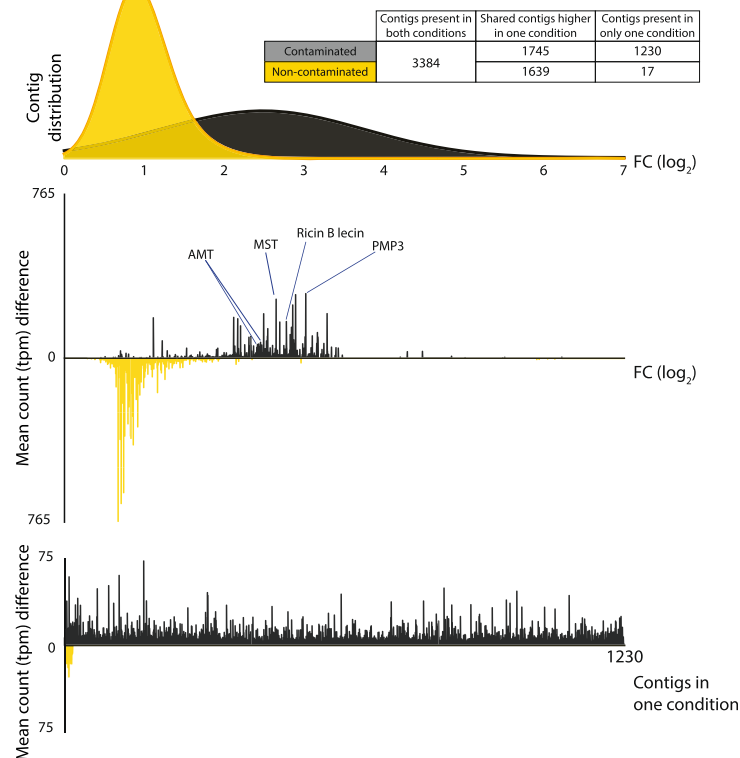 Contigs present in both conditions
Shared contigs higher in one condition
Contigs present in only one condition
Contaminated
3384
1745
1230
Non-contaminated
1639
17
Contig
distribution
0 1 2 3 4 5 6 7
FC (log2)
765
AMT
MST
Ricin B lecin
PMP3
Mean count (tpm) difference
0
FC (log2)
765
75
Mean count (tpm) difference
0
1230
Contigs in
one condition
75